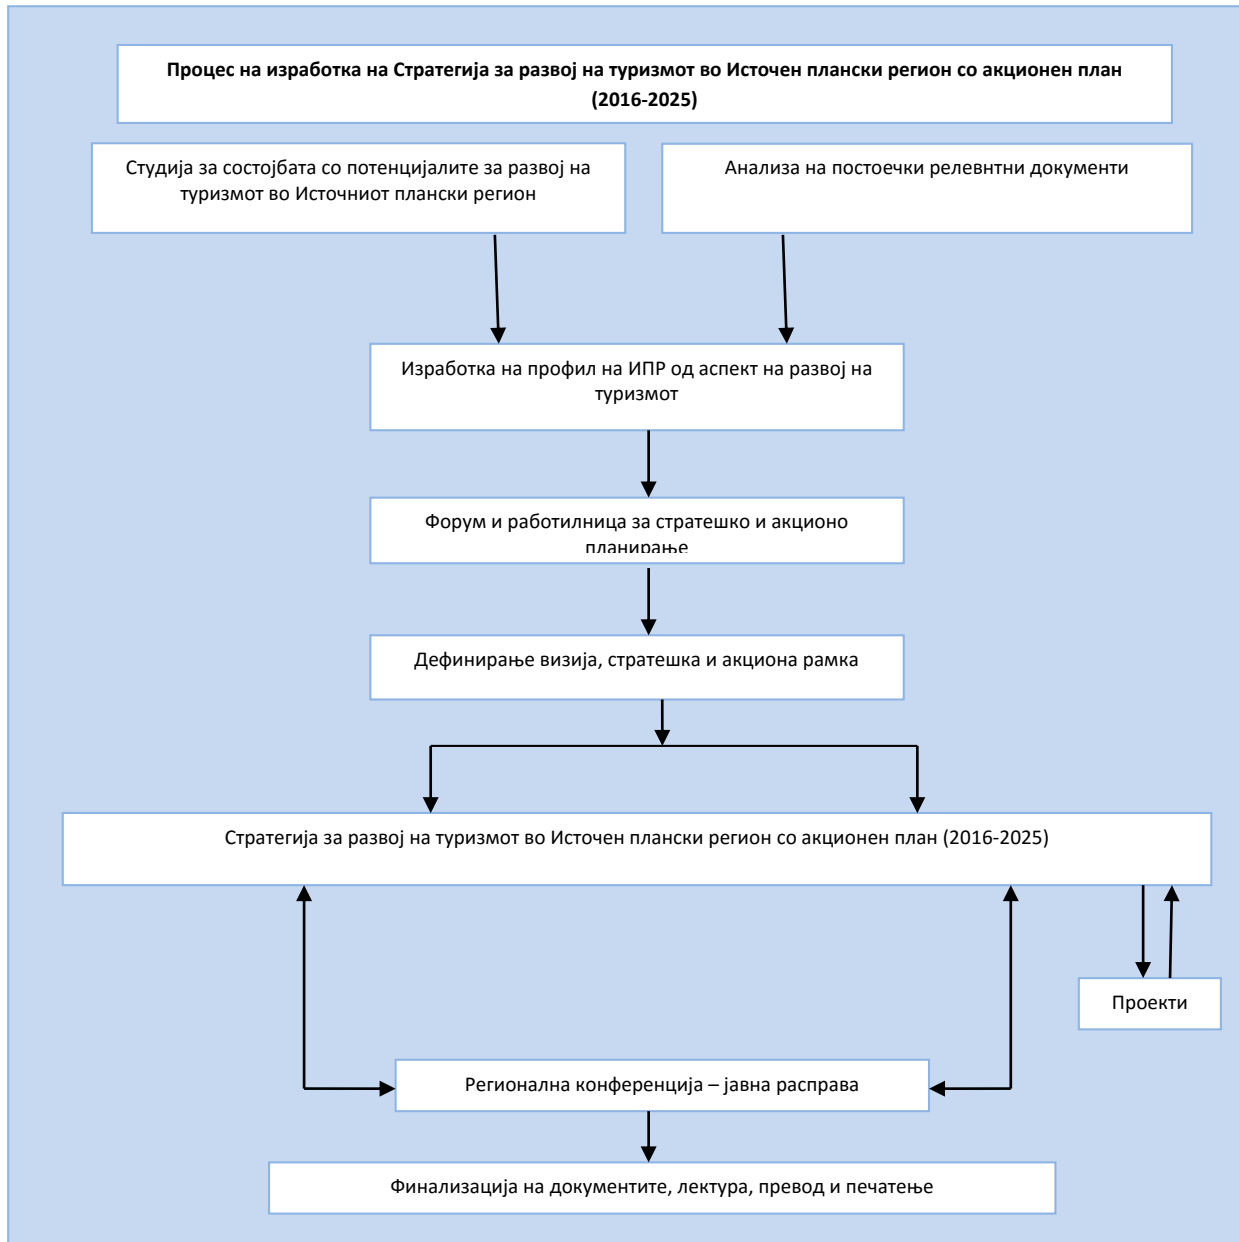 Процес на изработка на Стратегија за развој на туризмот во Источен плански регион со акционен план
(2016-2025)
Студија за состојбата со потенцијалите за развој на
туризмот во Источниот плански регион
Анализа на постоечки релевнтни документи
Изработка на профил на ИПР од аспект на развој на
туризмот
Форум и работилница за стратешко и акционо
планирање
Дефинирање визија, стратешка и акциона рамка
Стратегија за развој на туризмот во Источен плански регион со акционен план (2016-2025)
Проекти
Регионална конференција – јавна расправа
Финализација на документите, лектура, превод и печатење